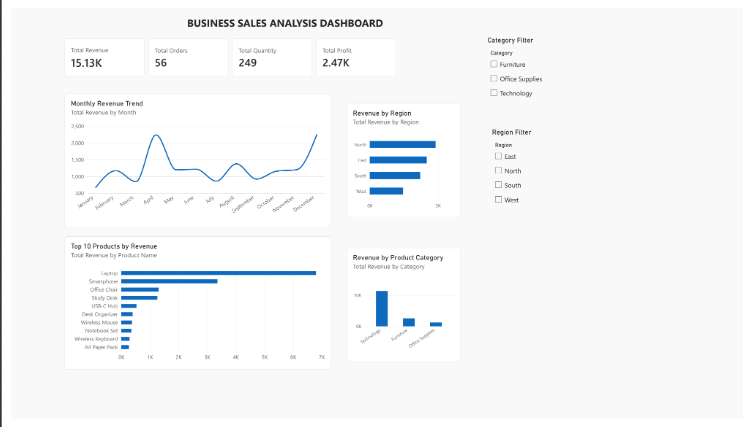 BUSINESS SALES ANALYSIS DASHBOARD
Total Revenue
15.13K
Total Orders
56
Total Quantity
249
Total Profit
2.47K
Category Filter
Category
Furniture
Office Supplies
Technology
Monthly Revenue Trend
Total Revenue by Month
2,500
2,000
1,500
1,000
500
January
February
March
April
May
June
July
August
September
October
November
December
Revenue by Region
Total Revenue by Region
North
East
South
West
0K
5K
Region Filter
Region
East
North
South
West
Top 10 Products by Revenue
Total Revenue by Product Name
Laptop
Smartphone
Office Chair
Study Desk
USB-C Hub
Desk Organizer
Wireless Mouse
Notebook Set
Wireless Keyboard
A4 Paper Pack
0K
1K
2K
3K
4K
5K
6K
7K
Revenue by Product Category
Total Revenue by Category
10K
0K
Technology
Furniture
Office Supplies